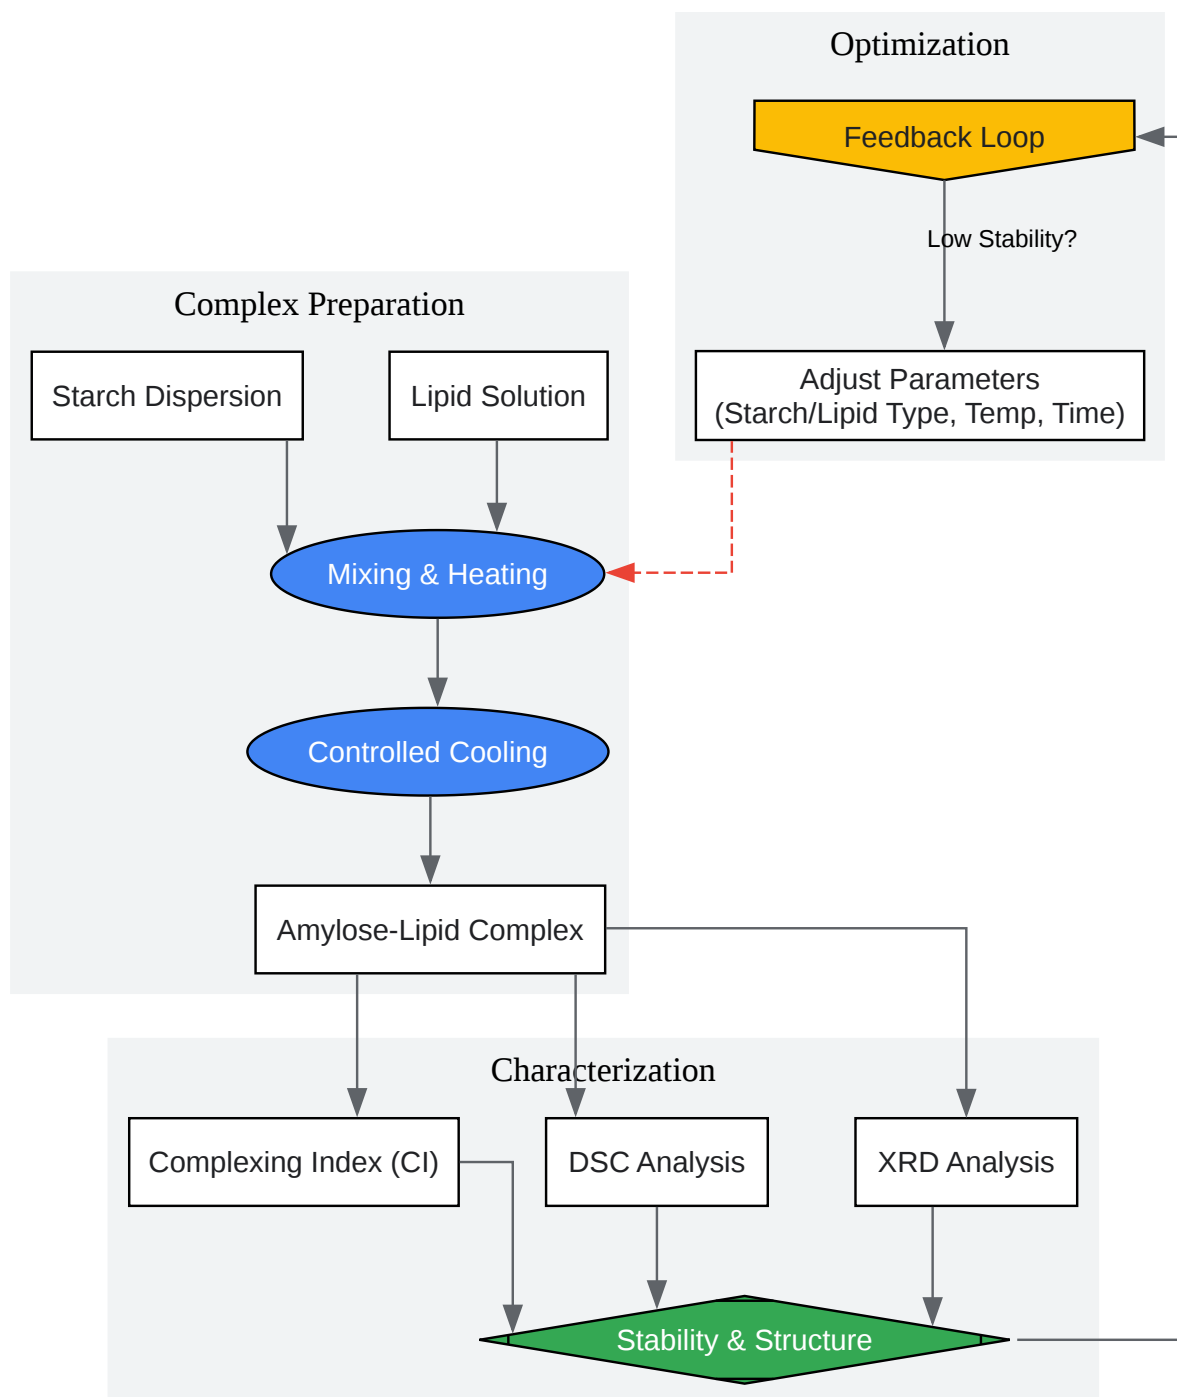 Optimization
Feedback Loop
Low Stability?
Adjust Parameters
(Starch/Lipid Type, Temp, Time)
Complex Preparation
Starch Dispersion
Lipid Solution
Mixing & Heating
Controlled Cooling
Amylose-Lipid Complex
Characterization
Complexing Index (CI)
DSC Analysis
XRD Analysis
Stability & Structure